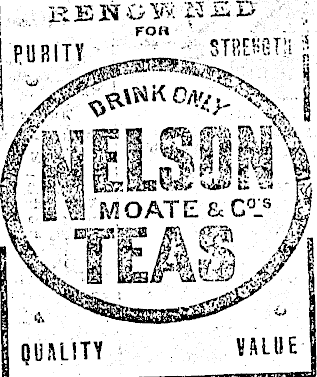 RENOWNED
FOR
PURITY STRENGTH
DRINK ONLY
NELSON
MOATE & Co's
TEAS
QUALITY VALUE